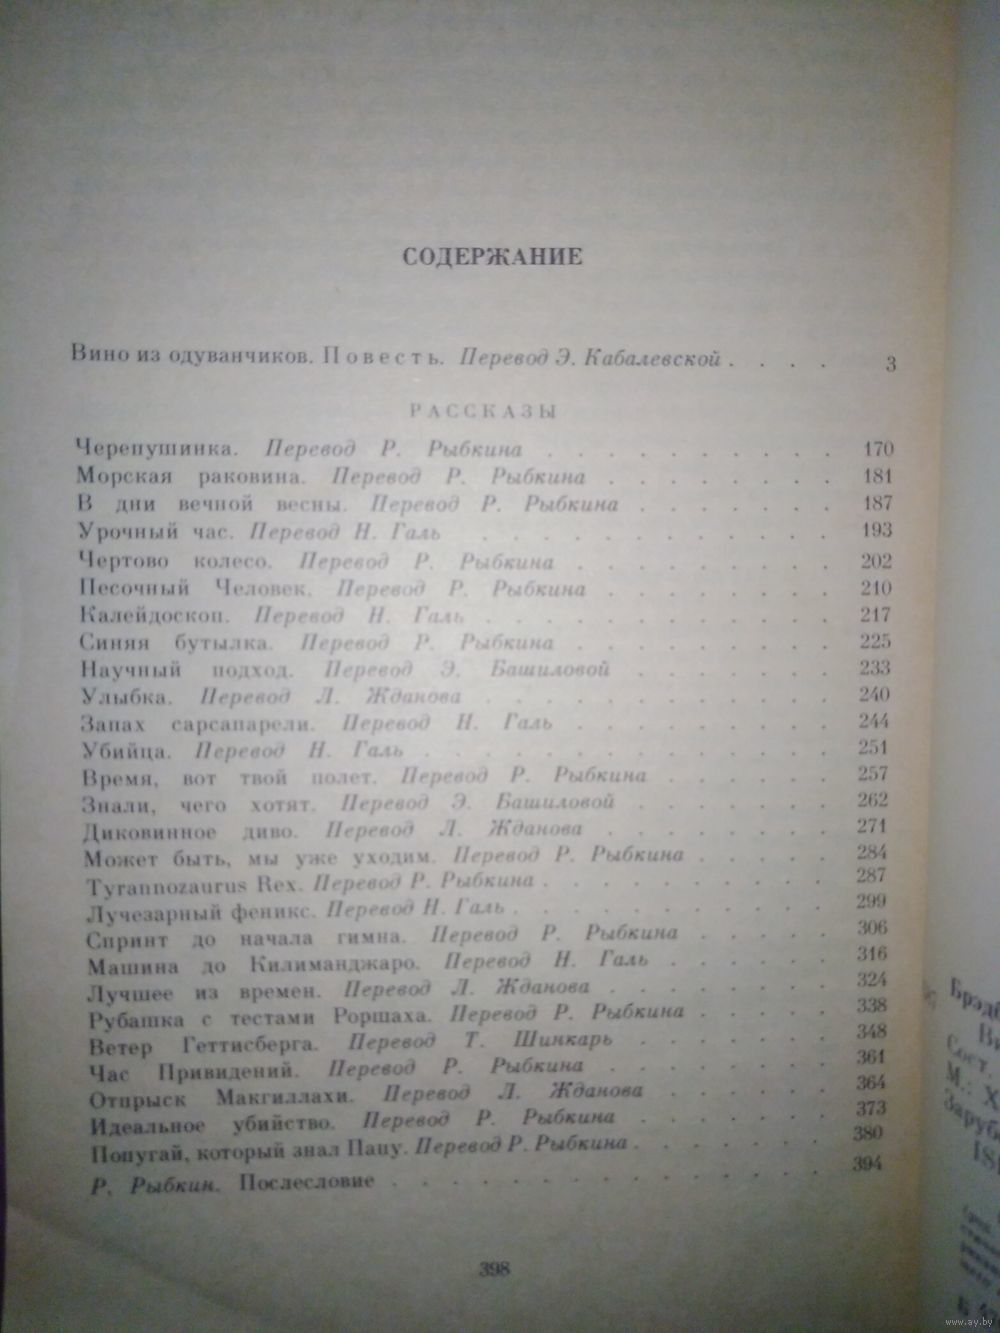 СОДЕРЖАНИЕ
Вино из одуванчиков. Повесть. Перевод Э. Кабалевской . . . . 3
РАССКАЗЫ
Черепушинка. Перевод Р. Рыбкина . . . . . . . . . . 170
Морская раковина. Перевод Р. Рыбкина . . . . . . . . 181
В дни вечной весны. Перевод Р. Рыбкина . . . . . . . 187
Урочный час. Перевод Н. Галь . . . . . . . . . . . . 193
Чертово колесо. Перевод Р. Рыбкина . . . . . . . . . 202
Песочный Человек. Перевод Р. Рыбкина . . . . . . . . 210
Калейдоскоп. Перевод Н. Галь . . . . . . . . . . . . 217
Синяя бутылка. Перевод Р. Рыбкина . . . . . . . . . 225
Научный подход. Перевод Э. Башиловой . . . . . . . 233
Улыбка. Перевод Л. Жданова . . . . . . . . . . . . 240
Запах сарсапарели. Перевод Н. Галь . . . . . . . . . 244
Убийца. Перевод Н. Галь . . . . . . . . . . . . . . 251
Время, вот твой полет. Перевод Р. Рыбкина . . . . . . 257
Знали, чего хотят. Перевод Э. Башиловой . . . . . . . 262
Диковинное диво. Перевод Л. Жданова . . . . . . . . 271
Может быть, мы уже уходим. Перевод Р. Рыбкина . . . . . 284
Tyrannozaurus Rex. Перевод Р. Рыбкина . . . . . . . . . . 287
Лучезарный феникс. Перевод Н. Галь . . . . . . . . . . . 299
Спринт до начала гимна. Перевод Р. Рыбкина . . . . . 306
Машина до Килиманджаро. Перевод Н. Галь . . . . . . 316
Лучшее из времен. Перевод Л. Жданова . . . . . . . . 324
Рубашка с тестами Роршаха. Перевод Р. Рыбкина . . . . . 338
Ветер Геттисберга. Перевод Т. Шинкарь . . . . . . . 348
Час Привидений. Перевод Р. Рыбкина . . . . . . . . 361
Отпрыск Макгиллахи. Перевод Л. Жданова . . . . . . 364
Идеальное убийство. Перевод Р. Рыбкина . . . . . . . 373
Попугай, который знал Папу. Перевод Р. Рыбкина . . . . . . . 380
Р. Рыбкин. Послесловие . . . . . . . . . . . . . . 394
398
Сост.
М.: Х
www.ay.by